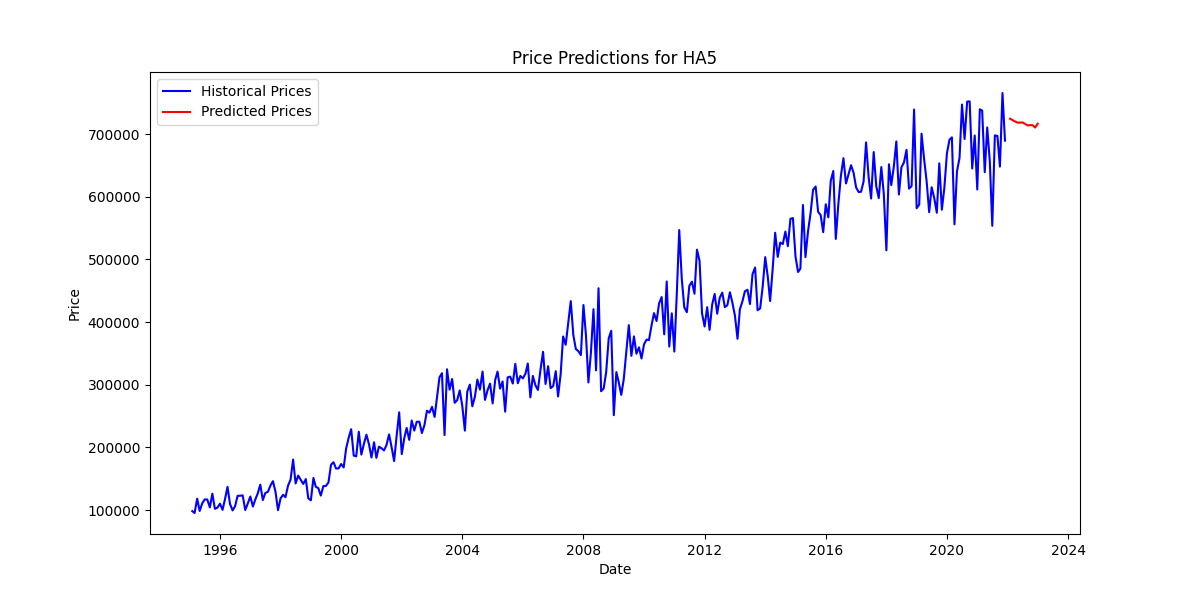 Price Predictions for HA5
Historical Prices
Predicted Prices
700000
600000
500000
400000
300000
200000
100000
Price
1996 2000 2004 2008 2012 2016 2020 2024
Date